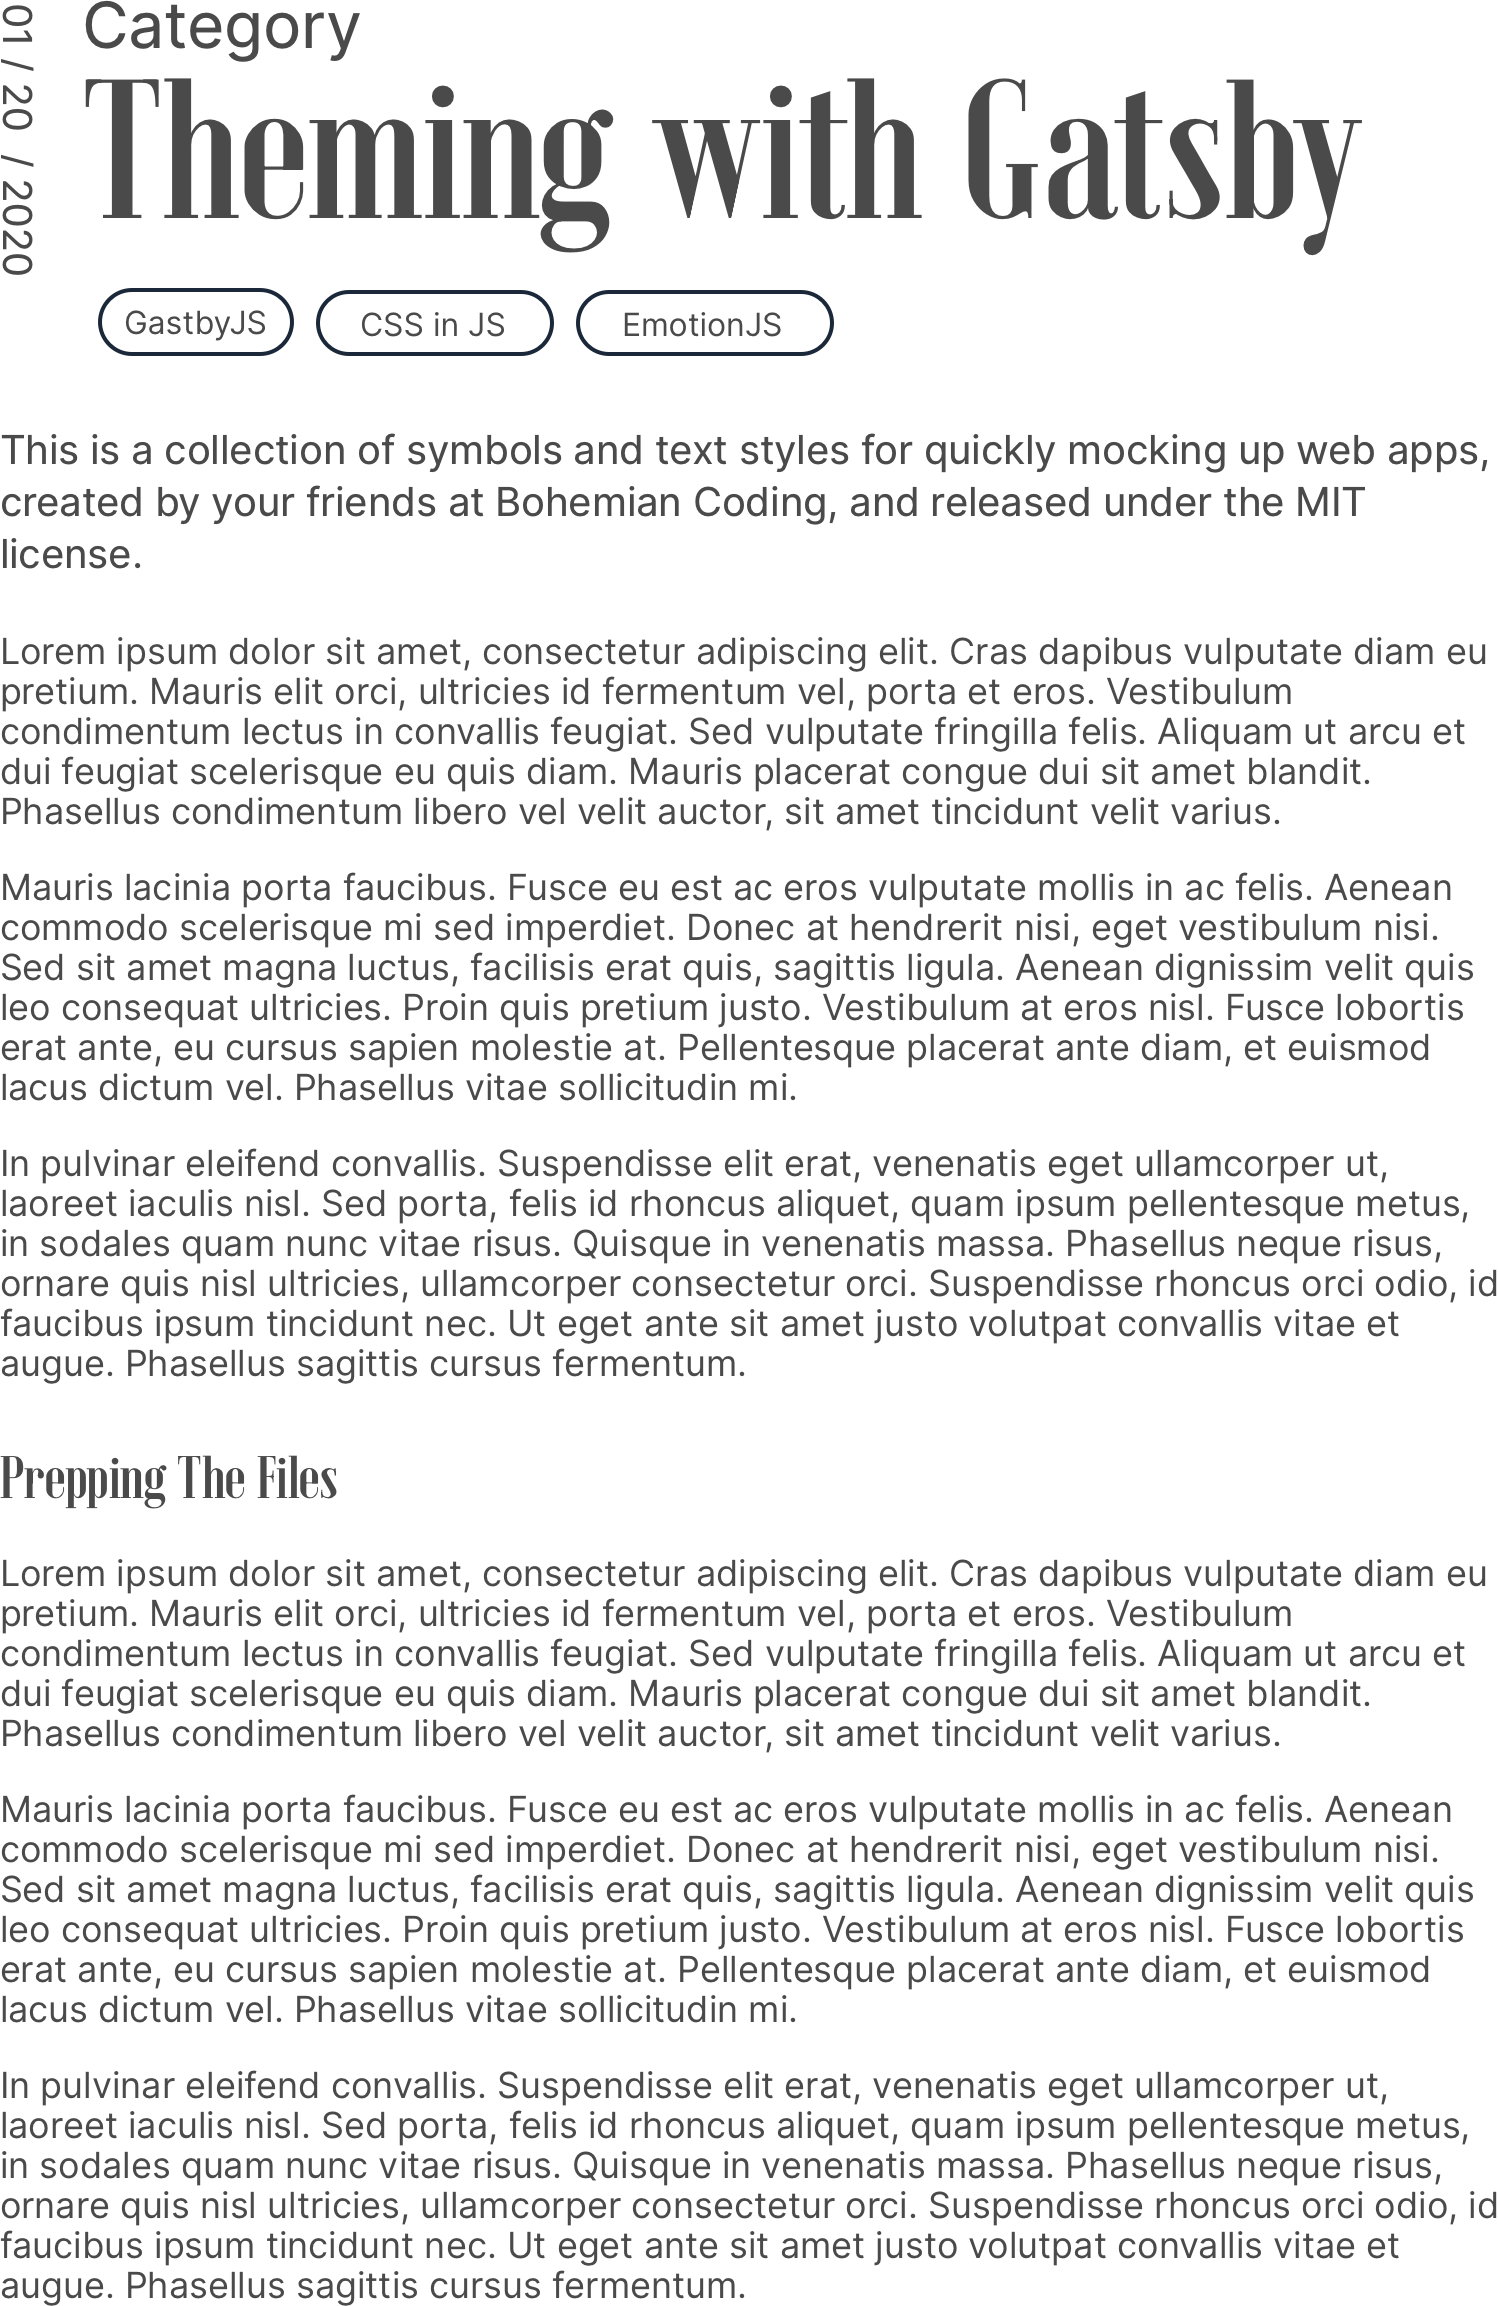 01 / 20 / 2020
Category
Theming with Gatsby
GastbyJS
CSS in JS
EmotionJS
This is a collection of symbols and text styles for quickly mocking up web apps,
created by your friends at Bohemian Coding, and released under the MIT
license.
Lorem ipsum dolor sit amet, consectetur adipiscing elit. Cras dapibus vulputate diam eu
pretium. Mauris elit orci, ultricies id fermentum vel, porta et eros. Vestibulum
condimentum lectus in convallis feugiat. Sed vulputate fringilla felis. Aliquam ut arcu et
dui feugiat scelerisque eu quis diam. Mauris placerat congue dui sit amet blandit.
Phasellus condimentum libero vel velit auctor, sit amet tincidunt velit varius.
Mauris lacinia porta faucibus. Fusce eu est ac eros vulputate mollis in ac felis. Aenean
commodo scelerisque mi sed imperdiet. Donec at hendrerit nisi, eget vestibulum nisi.
Sed sit amet magna luctus, facilisis erat quis, sagittis ligula. Aenean dignissim velit quis
leo consequat ultricies. Proin quis pretium justo. Vestibulum at eros nisl. Fusce lobortis
erat ante, eu cursus sapien molestie at. Pellentesque placerat ante diam, et euismod
lacus dictum vel. Phasellus vitae sollicitudin mi.
In pulvinar eleifend convallis. Suspendisse elit erat, venenatis eget ullamcorper ut,
laoreet iaculis nisl. Sed porta, felis id rhoncus aliquet, quam ipsum pellentesque metus,
in sodales quam nunc vitae risus. Quisque in venenatis massa. Phasellus neque risus,
ornare quis nisl ultricies, ullamcorper consectetur orci. Suspendisse rhoncus orci odio, id
faucibus ipsum tincidunt nec. Ut eget ante sit amet justo volutpat convallis vitae et
augue. Phasellus sagittis cursus fermentum.
Prepping The Files
Lorem ipsum dolor sit amet, consectetur adipiscing elit. Cras dapibus vulputate diam eu
pretium. Mauris elit orci, ultricies id fermentum vel, porta et eros. Vestibulum
condimentum lectus in convallis feugiat. Sed vulputate fringilla felis. Aliquam ut arcu et
dui feugiat scelerisque eu quis diam. Mauris placerat congue dui sit amet blandit.
Phasellus condimentum libero vel velit auctor, sit amet tincidunt velit varius.
Mauris lacinia porta faucibus. Fusce eu est ac eros vulputate mollis in ac felis. Aenean
commodo scelerisque mi sed imperdiet. Donec at hendrerit nisi, eget vestibulum nisi.
Sed sit amet magna luctus, facilisis erat quis, sagittis ligula. Aenean dignissim velit quis
leo consequat ultricies. Proin quis pretium justo. Vestibulum at eros nisl. Fusce lobortis
erat ante, eu cursus sapien molestie at. Pellentesque placerat ante diam, et euismod
lacus dictum vel. Phasellus vitae sollicitudin mi.
In pulvinar eleifend convallis. Suspendisse elit erat, venenatis eget ullamcorper ut,
laoreet iaculis nisl. Sed porta, felis id rhoncus aliquet, quam ipsum pellentesque metus,
in sodales quam nunc vitae risus. Quisque in venenatis massa. Phasellus neque risus,
ornare quis nisl ultricies, ullamcorper consectetur orci. Suspendisse rhoncus orci odio, id
faucibus ipsum tincidunt nec. Ut eget ante sit amet justo volutpat convallis vitae et
augue. Phasellus sagittis cursus fermentum.